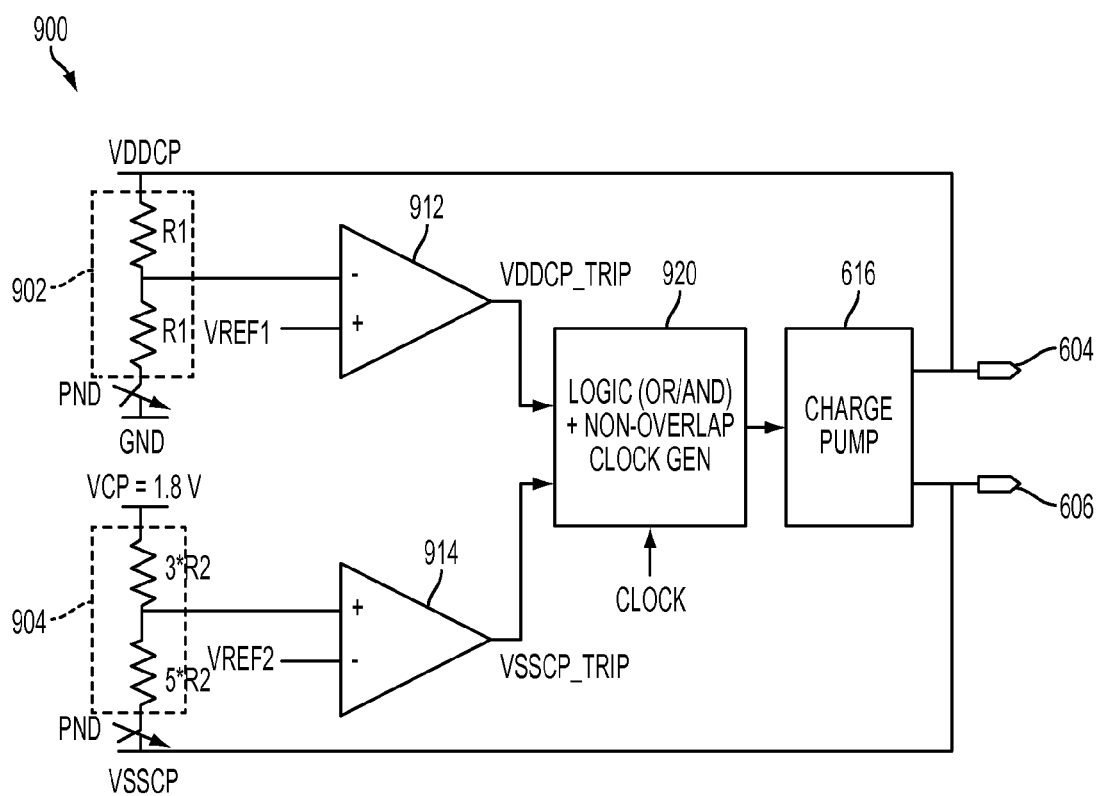 900
VDDCP
R1
902
R1
PND
GND
912
-
+
VREF1
VDDCP_TRIP
920
LOGIC (OR/AND)
+ NON-OVERLAP
CLOCK GEN
616
CHARGE
PUMP
604
606
VCP = 1.8 V
3*R2
904
5*R2
PND
VSSCP
914
+
-
VREF2
VSSCP_TRIP
CLOCK